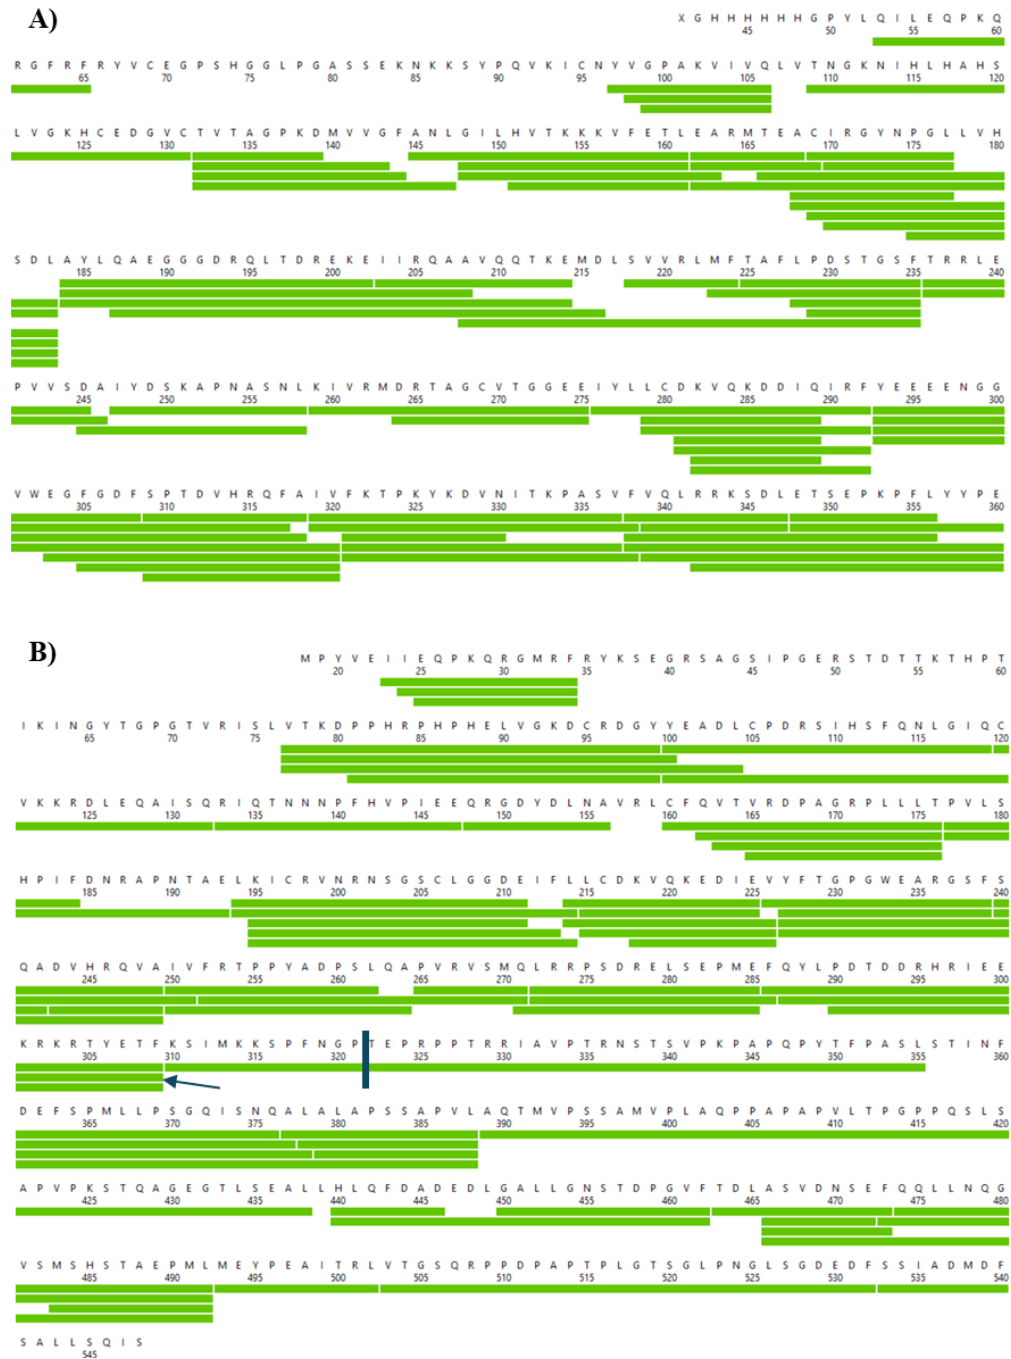 A)
X G H H H H H H G P Y L Q I L E Q P K Q
45 50 55 60
R G F R F R Y V C E G P S H G G L P G A S S E K N K K S Y P Q V K I C N Y V G P A K V I V Q L V T N G K N I H L H A H S
65 70 75 80 85 90 95 100 105 110 115 120
L V G K H C E D G V C T V T A G P K D M V V G F A N L G I L H V T K K K V F E T L E A R M T E A C I R G Y N P G L L V H
125 130 135 140 145 150 155 160 165 170 175 180
S D L A Y L Q A E G G G D R Q L T D R E K E I I R Q A A V Q Q T K E M D L S V V R L M F T A F L P D S T G S F T R R L E
185 190 195 200 205 210 215 220 225 230 235 240
P V V S D A I Y D S K A P N A S N L K I V R M D R T A G C V T G G E E I Y L L C D K V Q K D D I Q I R F Y E E E E N G G
245 250 255 260 265 270 275 280 285 290 295 300
V W E G F G D F S P T D V H R Q F A I V F K T P K Y K D V N I T K P A S V F V Q L R R K S D L E T S E P K P F L Y Y P E
305 310 315 320 325 330 335 340 345 350 355 360
B)
M P Y V E I I E Q P K Q R G M R F R Y K S E G R S A G S I P G E R S T D T T K T H P T
20 25 30 35 40 45 50 55 60
I K I N G Y T G P G T V R I S L V T K D P P H R P H P H E L V G K D C R D G Y Y E A D L C P D R S I H S F Q N L G I Q C
65 70 75 80 85 90 95 100 105 110 115 120
V K K R D L E Q A I S Q R I Q T N N N P F H V P I E E Q R G D Y D L N A V R L C F Q V T V R D P A G R P L L L T P V L S
125 130 135 140 145 150 155 160 165 170 175 180
H P I F D N R A P N T A E L K I C R V N R N S G S C L G G D E I F L L C D K V Q K E D I E V Y F T G P G W E A R G S F S
185 190 195 200 205 210 215 220 225 230 235 240
Q A D V H R Q V A I V F R T P P Y A D P S L Q A P V R V S M Q L R R P S D R E L S E P M E F Q Y L P D T D D R H R I E E
245 250 255 260 265 270 275 280 285 290 295 300
K R K R T Y E T F K S I M K K S P F N G P T E P R P P T R R I A V P T R N S T S V P K P A P Q P Y T F P A S L S T I N F
305 310 315 320 325 330 335 340 345 350 355 360
D E F S P M L L P S G Q I S N Q A L A L A P S S A P V L A Q T M V P S S A M V P L A Q P P A P A P V L T P G P P Q S L S
365 370 375 380 385 390 395 400 405 410 415 420
A P V P K S T Q A G E G T L S E A L L H L Q F D A D E D L G A L L G N S T D P G V F T D L A S V D N S E F Q Q L L N Q G
425 430 435 440 445 450 455 460 465 470 475 480
V S M S H S T A E P M L M E Y P E A I T R L V T G S Q R P P D P A P T P L G T S G L P N G L S G D E D F S S I A D M D F
485 490 495 500 505 510 515 520 525 530 535 540
S A L L S Q I S
545